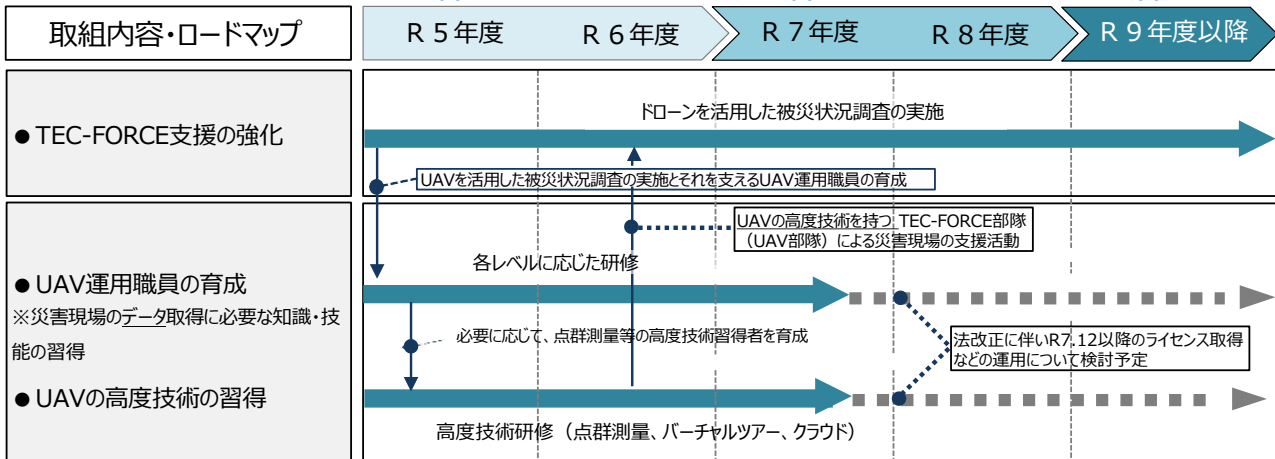 取組内容・ロードマップ
R５年度
R６年度
R７年度
R８年度
R９年度以降
● TEC-FORCE支援の強化
ドローンを活用した被災状況調査の実施
UAVを活用した被災状況調査の実施とそれを支えるUAV運用職員の育成
UAVの高度技術を持つ TEC-FORCE部隊
（UAV部隊）による災害現場の支援活動
● UAV運用職員の育成
※災害現場のデータ取得に必要な知識・技
能の習得
● UAVの高度技術の習得
各レベルに応じた研修
必要に応じて、点群測量等の高度技術習得者を育成
法改正に伴いR7.12以降のライセンス取得
などの運用について検討予定
高度技術研修（点群測量、バーチャルツアー、クラウド）